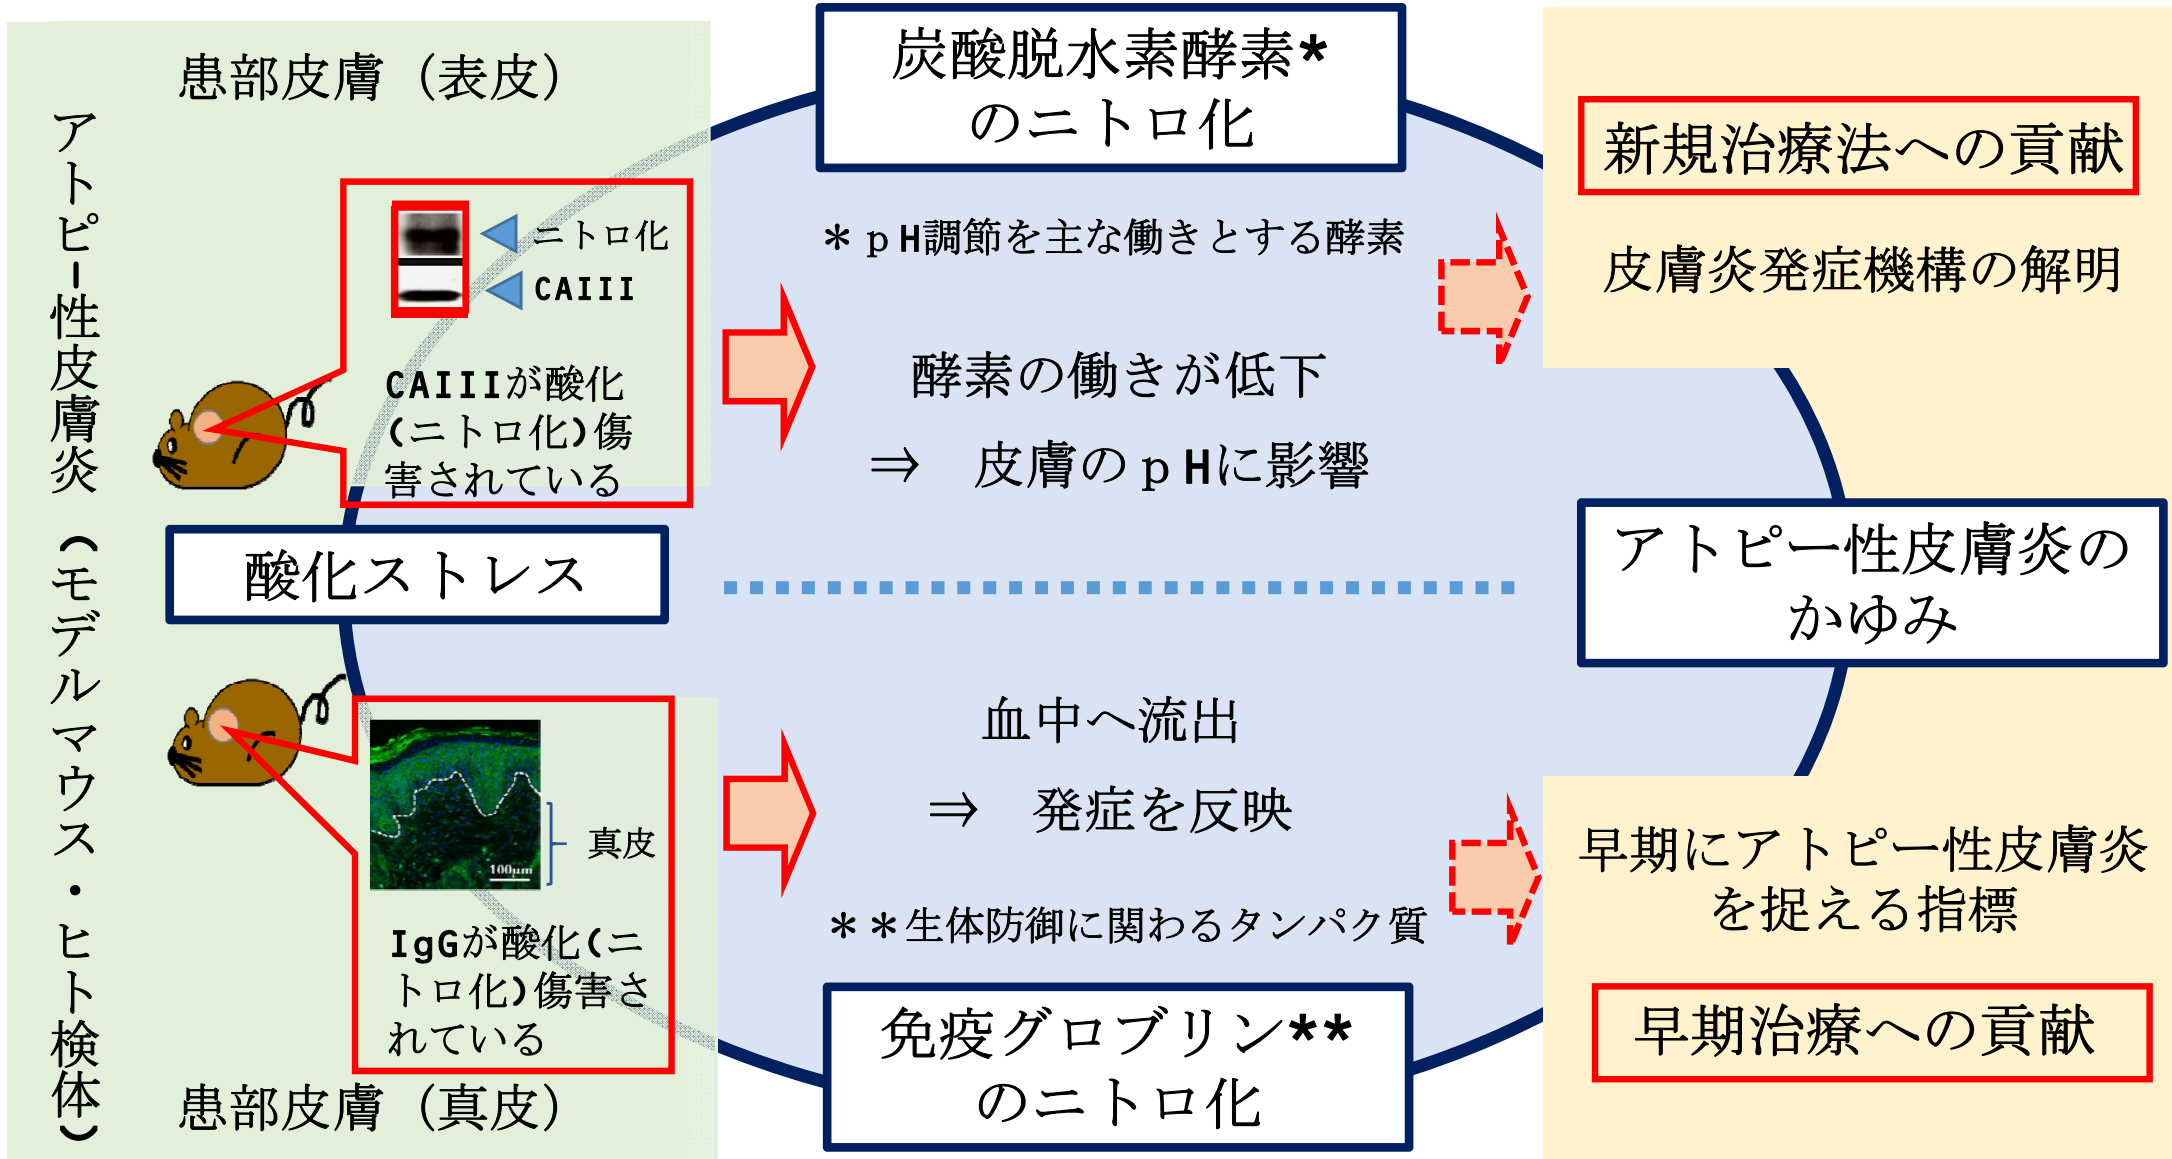 アトピー性皮膚炎（モデルマウス・ヒト検体）
患部皮膚（表皮）
ニトロ化
CAIII
CAIIIが酸化
(ニトロ化)傷
害されている
酸化ストレス
100μm
真皮
IgGが酸化(ニ
トロ化)傷害さ
れている
患部皮膚（真皮）
炭酸脱水素酵素*
のニトロ化
＊ｐH調節を主な働きとする酵素
酵素の働きが低下
⇒　皮膚のｐHに影響
血中へ流出
⇒　発症を反映
＊＊生体防御に関わるタンパク質
免疫グロブリン**
のニトロ化
新規治療法への貢献
皮膚炎発症機構の解明
アトピー性皮膚炎の
かゆみ
早期にアトピー性皮膚炎
を捉える指標
早期治療への貢献